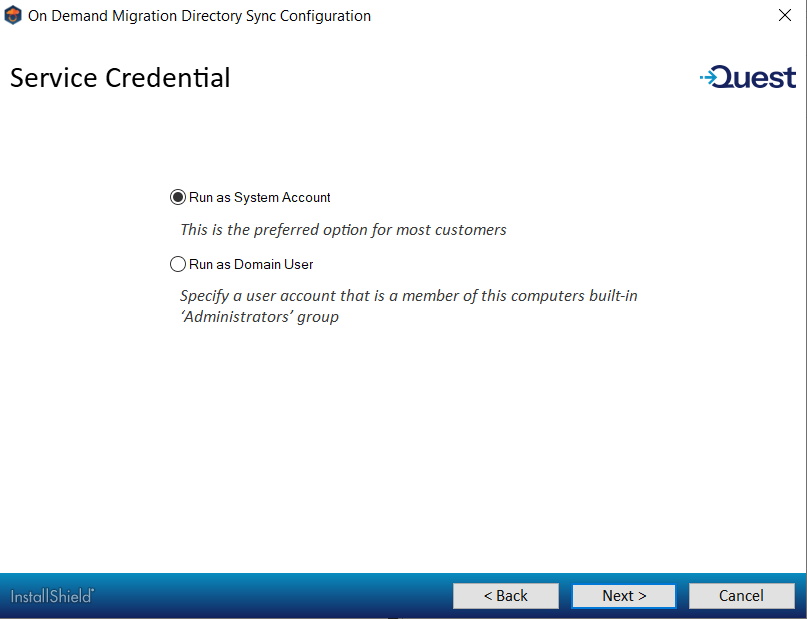 On Demand Migration Directory Sync Configuration
Service Credential
Quest
Run as System Account
This is the preferred option for most customers
Run as Domain User
Specify a user account that is a member of this computers built-in
‘Administrators’ group
InstallShield
< Back
Next >
Cancel